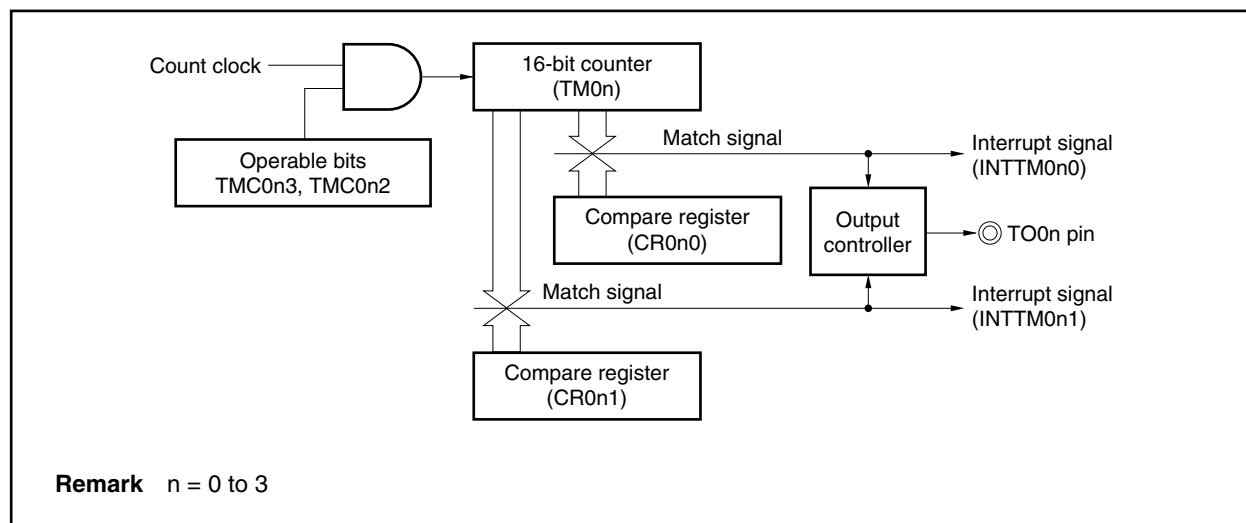 Count clock
16-bit counter
(TM0n)
Operable bits
TMC0n3, TMC0n2
Match signal
Interrupt signal
(INTTM0n0)
Compare register
(CR0n0)
Output
controller
TO0n pin
Match signal
Interrupt signal
(INTTM0n1)
Compare register
(CR0n1)
Remark n = 0 to 3